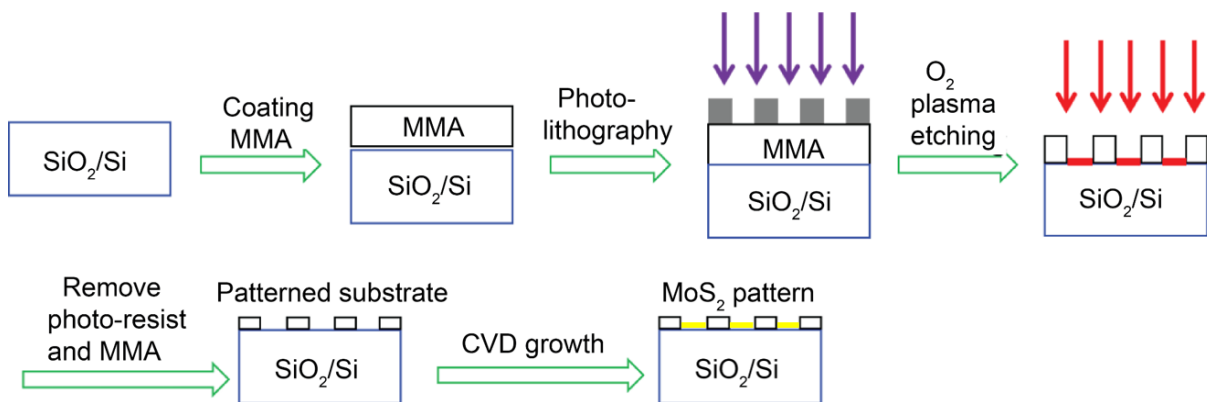 SiO₂/Si
Coating
MMA
MMA
SiO₂/Si
Photo-
lithography
MMA
SiO₂/Si
O₂
plasma
etching
SiO₂/Si
Remove
photo-resist
and MMA
Patterned substrate
SiO₂/Si
CVD growth
MoS₂ pattern
SiO₂/Si